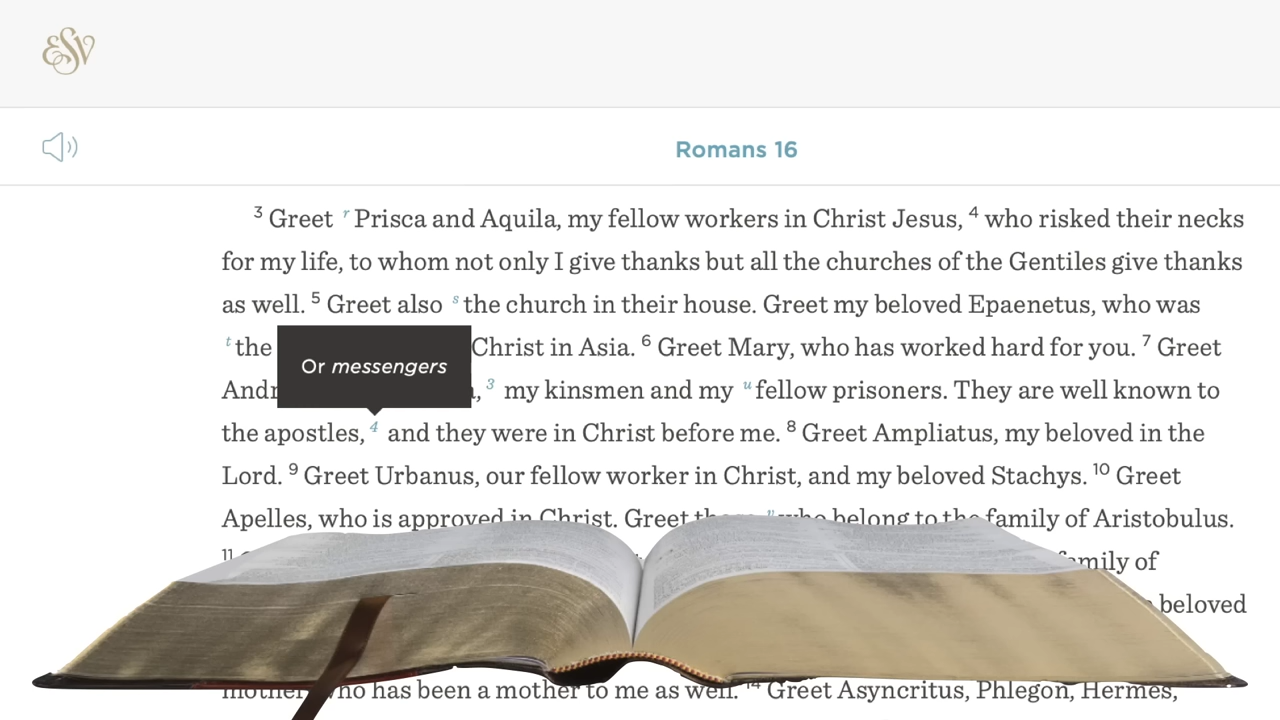 ESV
Romans 16
3 Greet r Prisca and Aquila, my fellow workers in Christ Jesus, 4 who risked their necks
for my life, to whom not only I give thanks but all the churches of the Gentiles give thanks
as well. 5 Greet also s the church in their house. Greet my beloved Epaenetus, who was
t the Christ in Asia. 6 Greet Mary, who has worked hard for you. 7 Greet
Or messengers
Andr , 3 my kinsmen and my u fellow prisoners. They are well known to
the apostles, 4 and they were in Christ before me. 8 Greet Ampliatus, my beloved in the
Lord. 9 Greet Urbanus, our fellow worker in Christ, and my beloved Stachys. 10 Greet
Apelles, who is approved in Christ. Greet those v who belong to the family of Aristobulus.
11 family of
beloved
mother, who has been a mother to me as well. 14 Greet Asyncritus, Phlegon, Hermes,